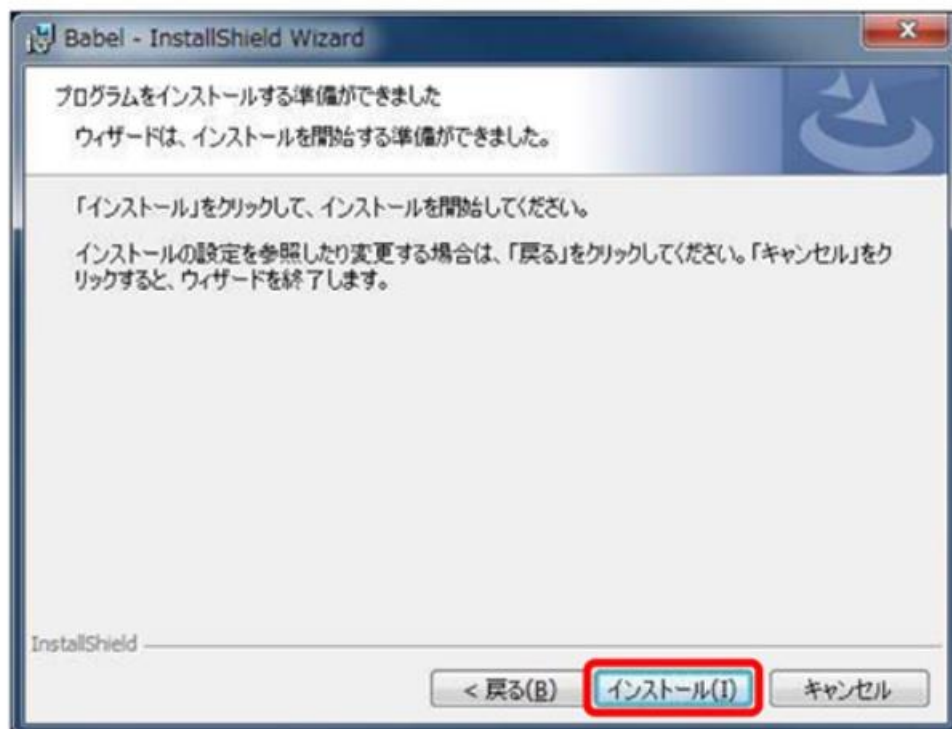 Babel - InstallShield Wizard
プログラムをインストールする準備ができました
ウィザードは、インストールを開始する準備ができました。
「インストール」をクリックして、インストールを開始してください。
インストールの設定を参照したり変更する場合は、「戻る」をクリックしてください。「キャンセル」をク
リックすると、ウィザードを終了します。
InstallShield
< 戻る(B) インストール(I) キャンセル